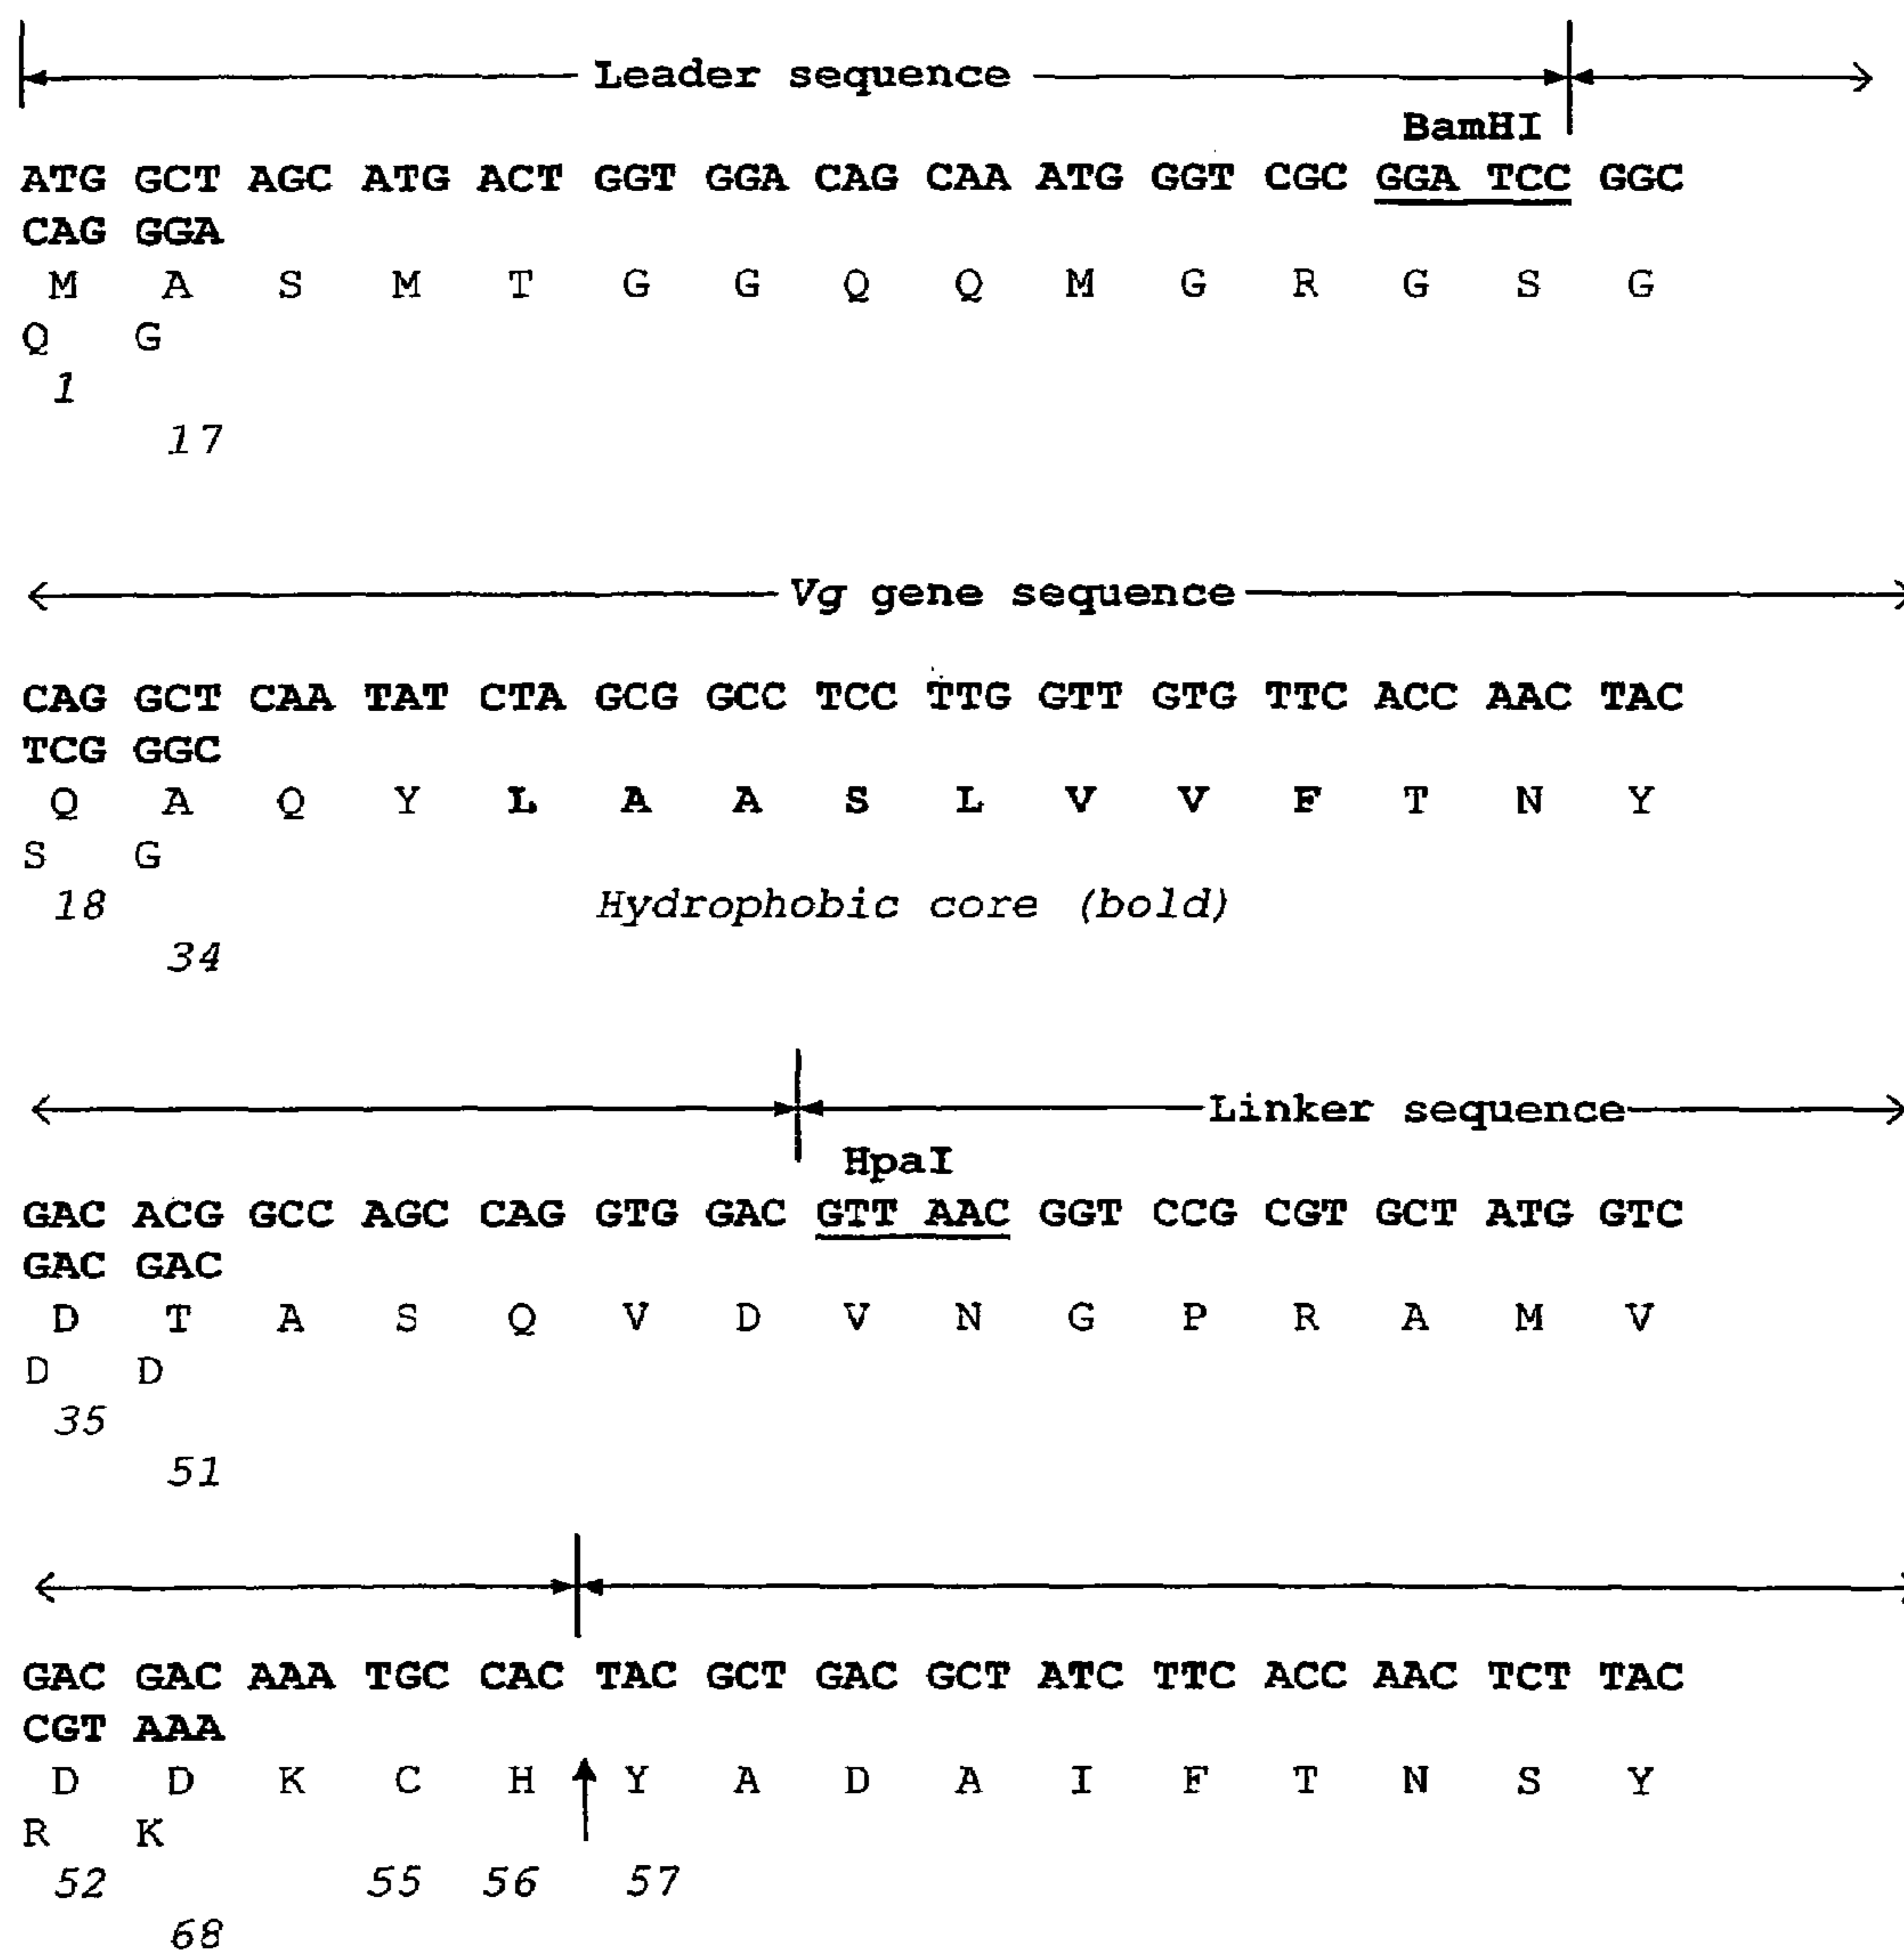 Leader sequence
BamHI
ATG GCT AGC ATG ACT GGT GGA CAG CAA ATG GGT CGC GGA TCC GGC
CAG GGA
M A S M T G G Q Q M G R G S G
Q G
1
17
Vg gene sequence
CAG GCT CAA TAT CTA GCG GCC TCC TTG GTT GTG TTC ACC AAC TAC
TCG GGC
Q A Q Y L A A S L V V F T N Y
S G
18 Hydrophobic core (bold)
34
Linker sequence
HpaI
GAC ACG GCC AGC CAG GTG GAC GTT AAC GGT CCG CGT GCT ATG GTC
GAC GAC
D T A S Q V D V N G P R A M V
D D
35
51
GAC GAC AAA TGC CAC TAC GCT GAC GCT ATC TTC ACC AAC TCT TAC
CGT AAA
D D K C H Y A D A I F T N S Y
R K
52 55 56 57
68